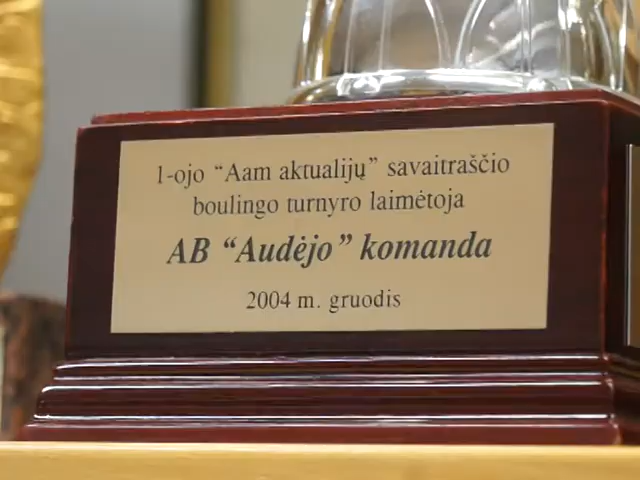 1-ojo “Aam aktualijų” savaitraščio
boulingo turnyro laimėtoja
AB “Audėjo” komanda
2004 m. gruodis